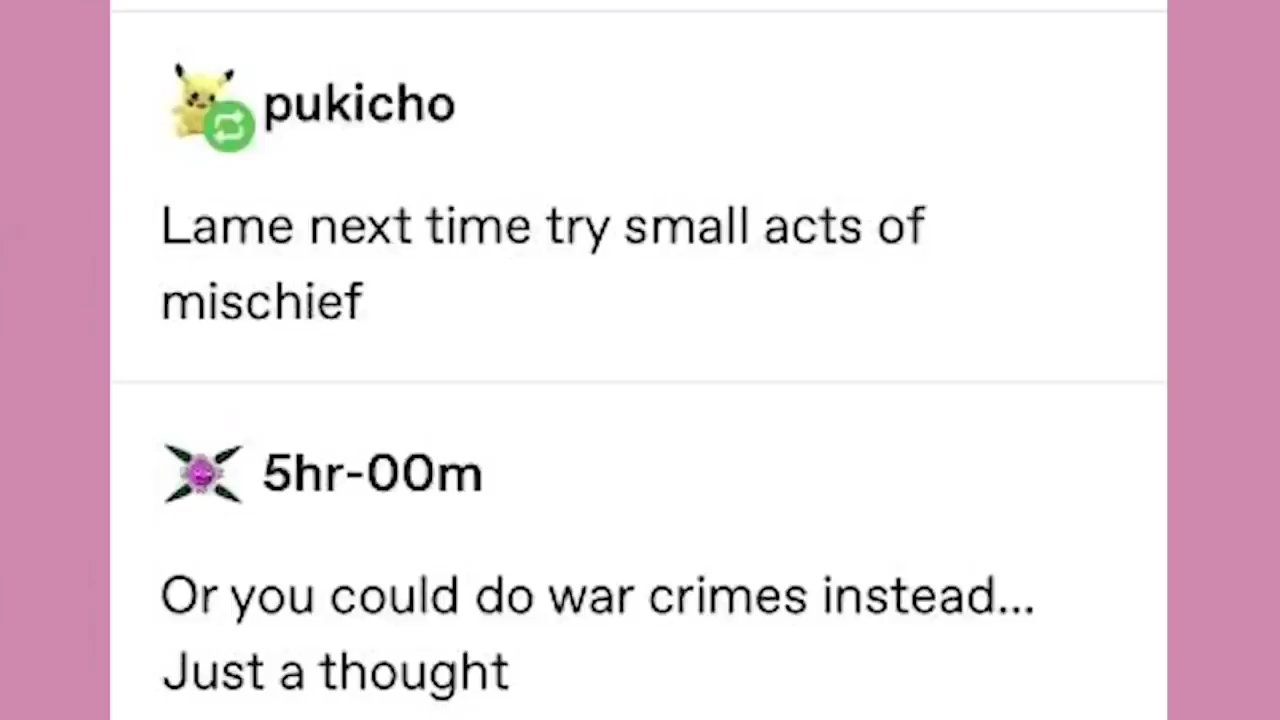 pukicho
Lame next time try small acts of
mischief
5hr-00m
Or you could do war crimes instead...
Just a thought